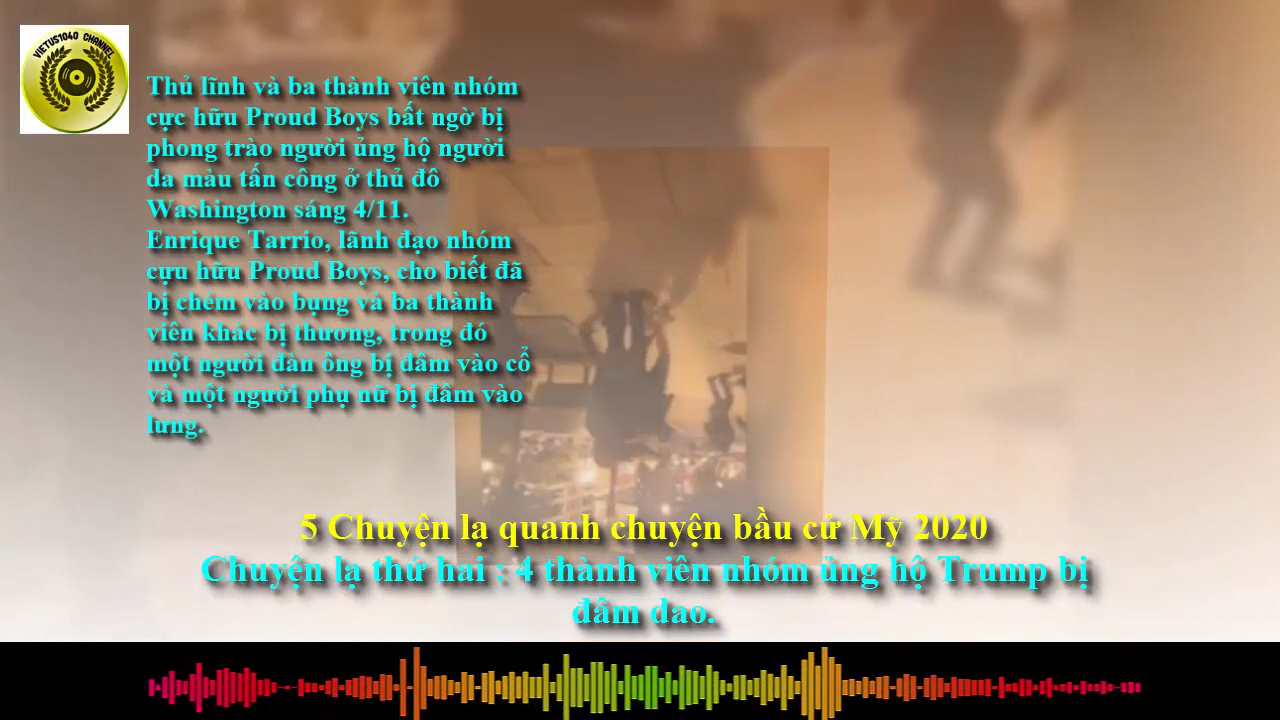 VIETUS1040 CHANNEL
Thủ lĩnh và ba thành viên nhóm
cực hữu Proud Boys bất ngờ bị
phong trào người ủng hộ người
da màu tấn công ở thủ đô
Washington sáng 4/11.
Enrique Tarrio, lãnh đạo nhóm
cựu hữu Proud Boys, cho biết đã
bị chém vào bụng và ba thành
viên khác bị thương, trong đó
một người đàn ông bị đâm vào cổ
và một người phụ nữ bị đâm vào
lưng.
5 Chuyện lạ quanh chuyện bầu cử Mỹ 2020
Chuyện lạ thứ hai : 4 thành viên nhóm ủng hộ Trump bị
đâm dao.